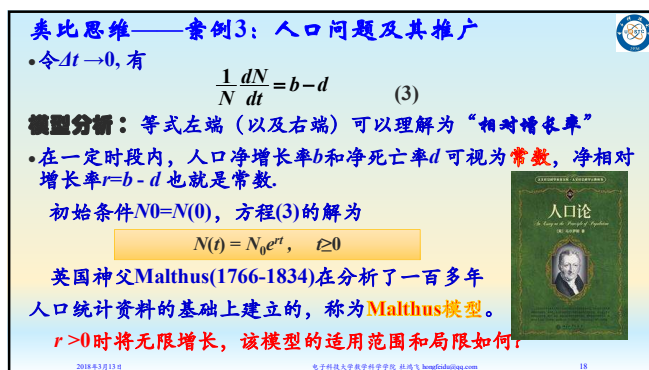 类比思维——案例3：人口问题及其推广
•令Δt →0, 有
1/N dN/dt = b − d (3)
模型分析：等式左端（以及右端）可以理解为“相对增长率”
•在一定时段内，人口净增长率b和净死亡率d 可视为常数，净相对
增长率r=b - d 也就是常数.
初始条件N0=N(0)，方程(3)的解为
N(t) = N₀eʳᵗ , t≥0
人口论
英国神父Malthus(1766-1834)在分析了一百多年
人口统计资料的基础上建立的，称为Malthus模型。
r >0时将无限增长，该模型的适用范围和局限如何?
2018年3月13日
电子科技大学数学科学学院 杜鸿飞 hongfeidu@qq.com
18